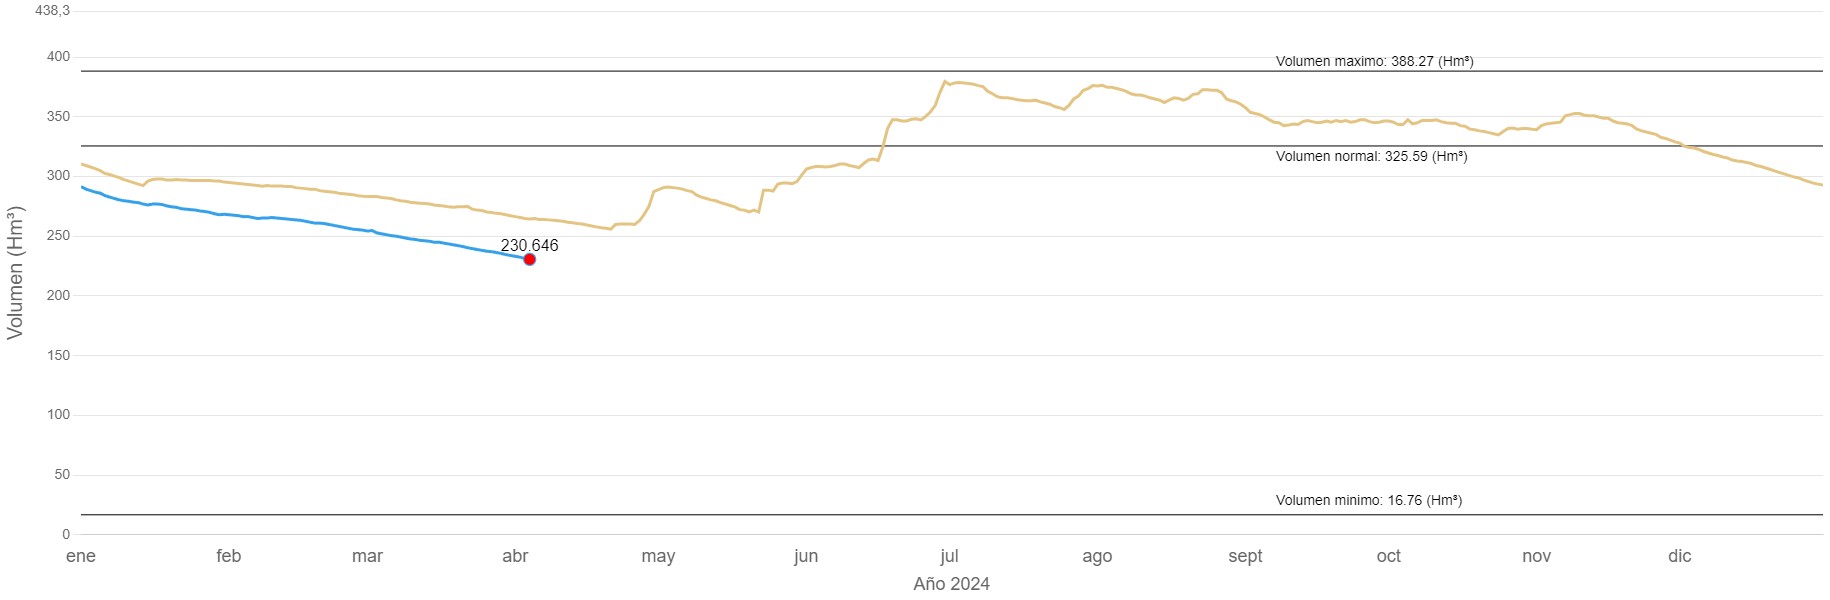 438,3
400
Volumen maximo: 388.27 (Hm³)
350
Volumen normal: 325.59 (Hm³)
300
250
230.646
200
150
100
50
Volumen minimo: 16.76 (Hm³)
0
Volumen (Hm³)
ene feb mar abr may jun jul ago sept oct nov dic
Año 2024